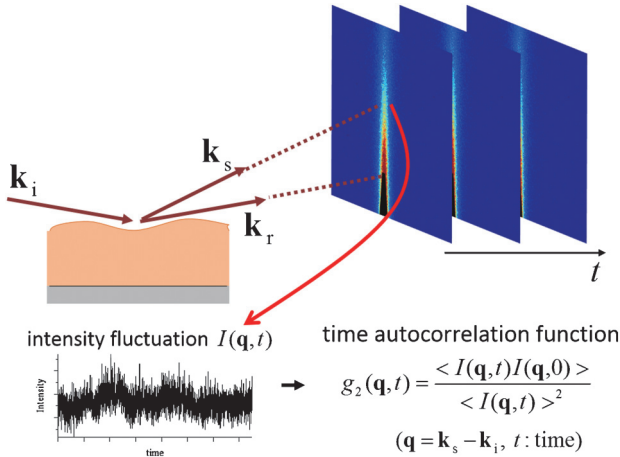 k_s
k_i
k_r
t
intensity fluctuation I(q,t)
Intensity
time
time autocorrelation function
g_2(q,t) = <I(q,t)I(q,0)> / <I(q,t)>^2
(q = k_s − k_i, t: time)